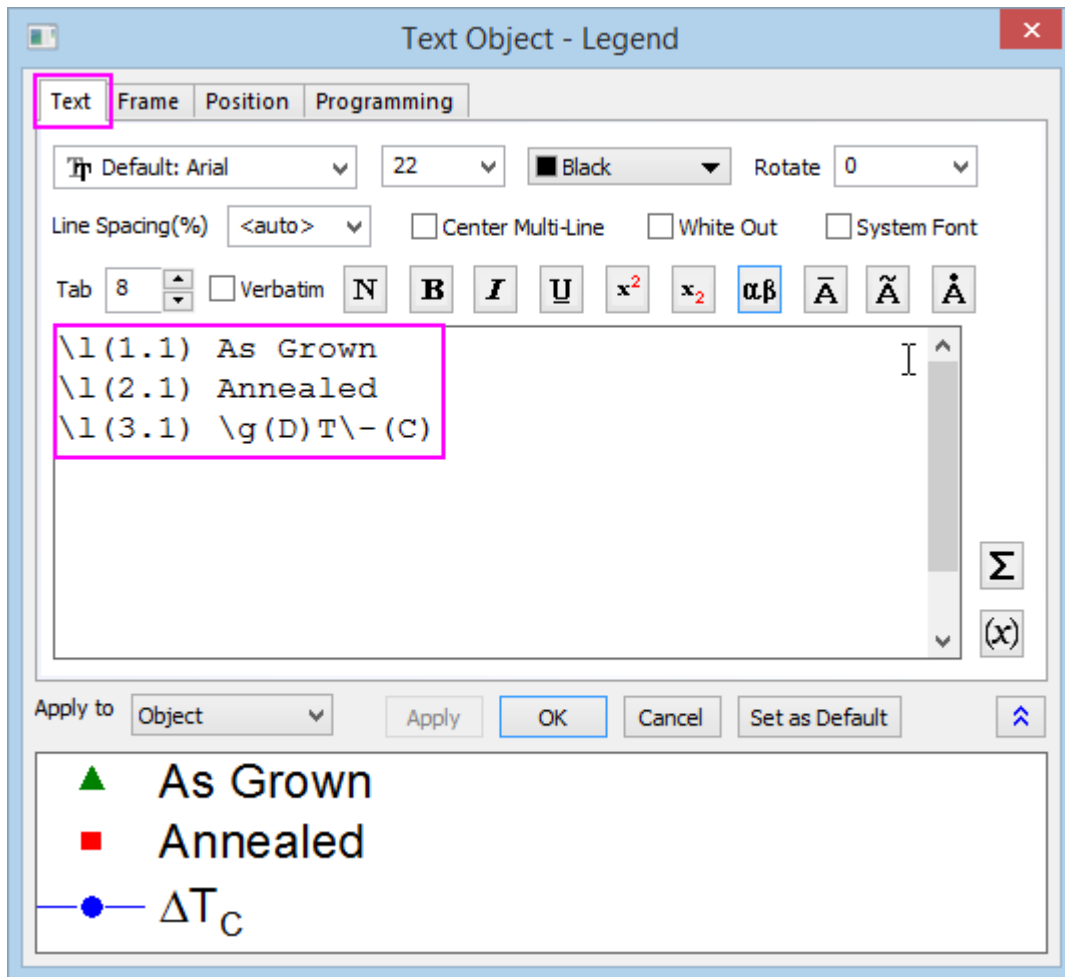 Text Object - Legend
×
Text Frame Position Programming
Default: Arial 22 Black Rotate 0
Line Spacing(%) <auto> Center Multi-Line White Out System Font
Tab 8 Verbatim N B I U x² x₂ αβ Ā Ã Å
\l(1.1) As Grown
\l(2.1) Annealed
\l(3.1) \g(D)T\-(C)
Σ
(x)
Apply to Object Apply OK Cancel Set as Default
As Grown
Annealed
ΔT_C